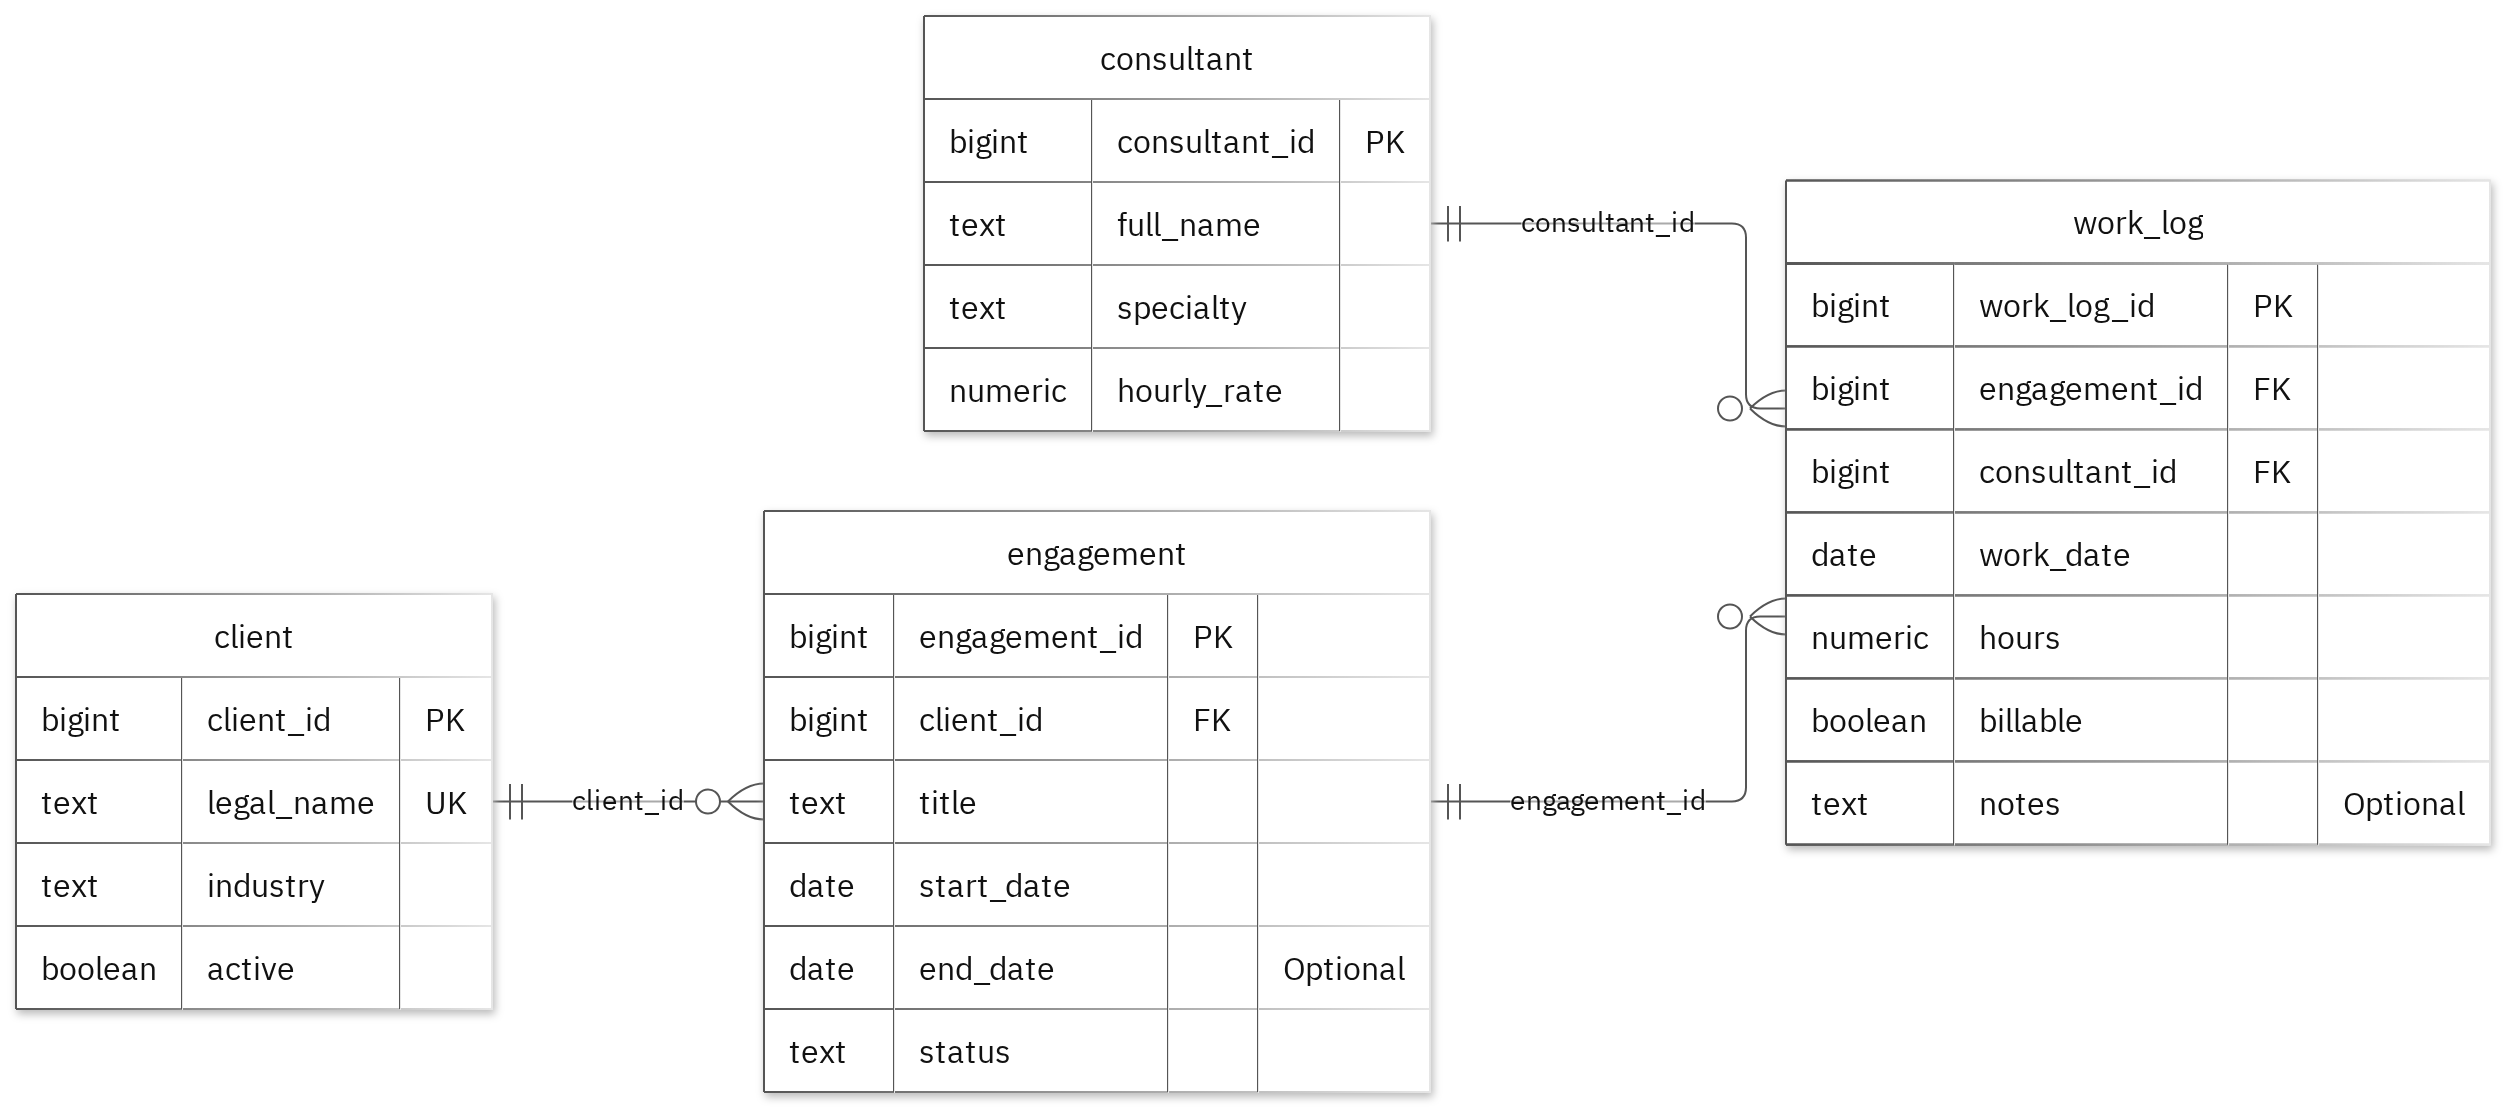 consultant
bigint consultant_id PK
text full_name
text specialty
numeric hourly_rate
consultant_id
work_log
bigint work_log_id PK
bigint engagement_id FK
bigint consultant_id FK
date work_date
numeric hours
boolean billable
text notes Optional
engagement
bigint engagement_id PK
bigint client_id FK
text title
date start_date
date end_date Optional
text status
engagement_id
client
bigint client_id PK
text legal_name UK
text industry
boolean active
client_id